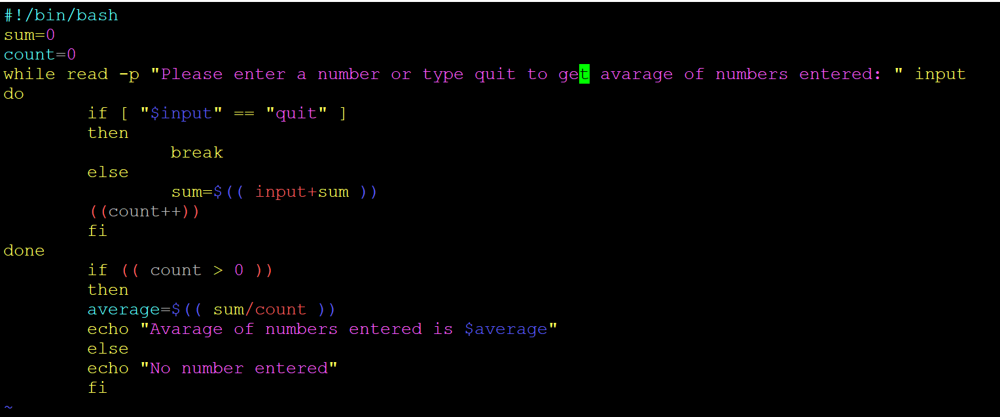 #!/bin/bash
sum=0
count=0
while read -p "Please enter a number or type quit to get avarage of numbers entered: " input
do
        if [ "$input" == "quit" ]
        then
                break
        else
                sum=$(( input+sum ))
        ((count++))
        fi
done
        if (( count > 0 ))
        then
        average=$(( sum/count ))
        echo "Avarage of numbers entered is $average"
        else
        echo "No number entered"
        fi
~